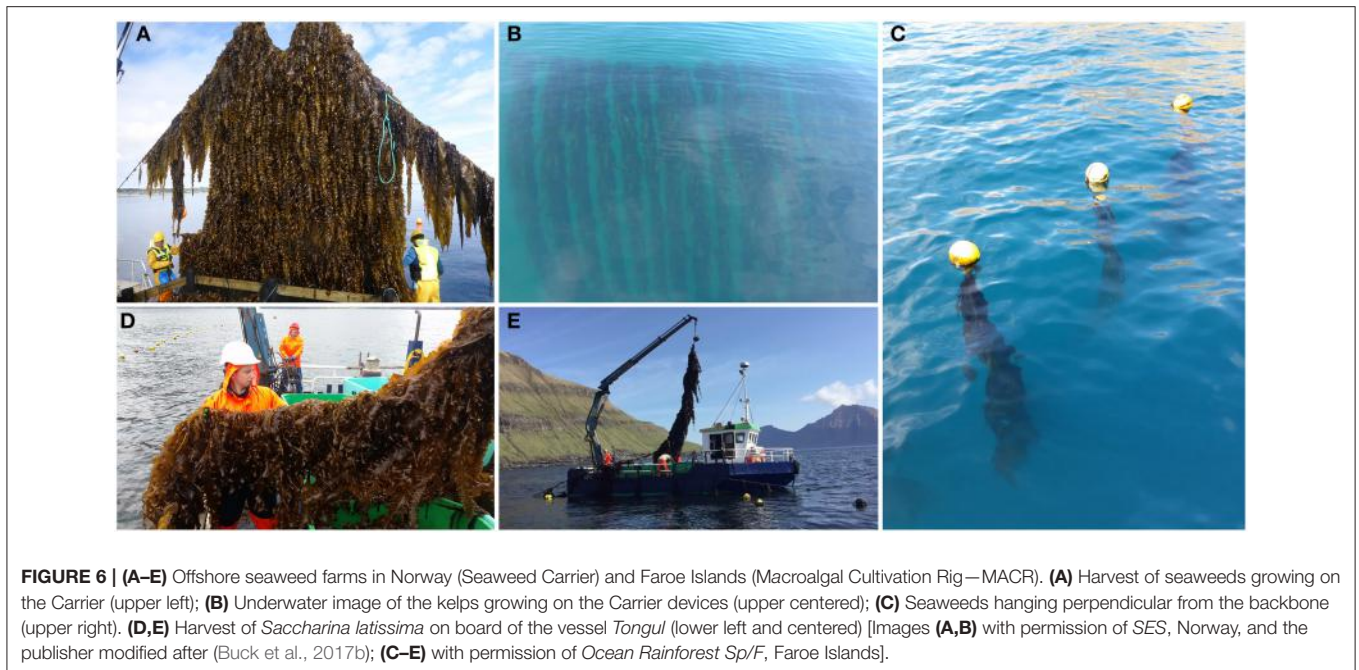 A
B
C
D
E
FIGURE 6 | (A–E) Offshore seaweed farms in Norway (Seaweed Carrier) and Faroe Islands (Macroalgal Cultivation Rig—MACR). (A) Harvest of seaweeds growing on
the Carrier (upper left); (B) Underwater image of the kelps growing on the Carrier devices (upper centered); (C) Seaweeds hanging perpendicular from the backbone
(upper right). (D,E) Harvest of Saccharina latissima on board of the vessel Tongul (lower left and centered) [Images (A,B) with permission of SES, Norway, and the
publisher modified after (Buck et al., 2017b); (C–E) with permission of Ocean Rainforest Sp/F, Faroe Islands].